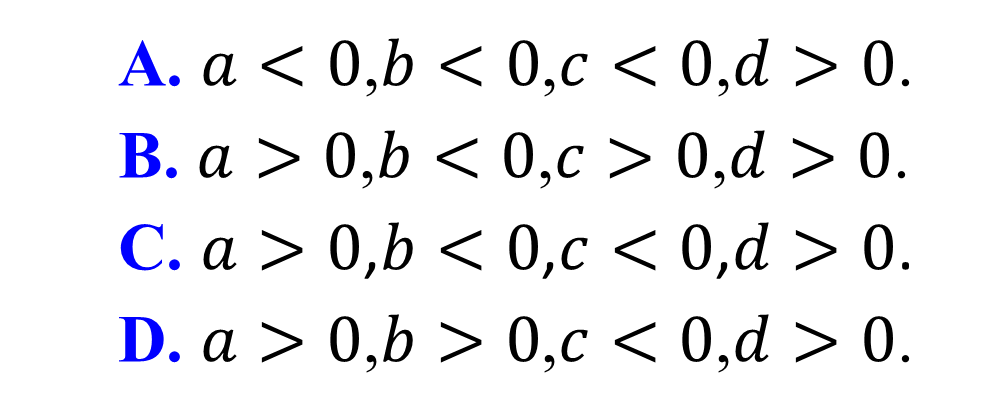 A. a < 0,b < 0,c < 0,d > 0.
B. a > 0,b < 0,c > 0,d > 0.
C. a > 0,b < 0,c < 0,d > 0.
D. a > 0,b > 0,c < 0,d > 0.